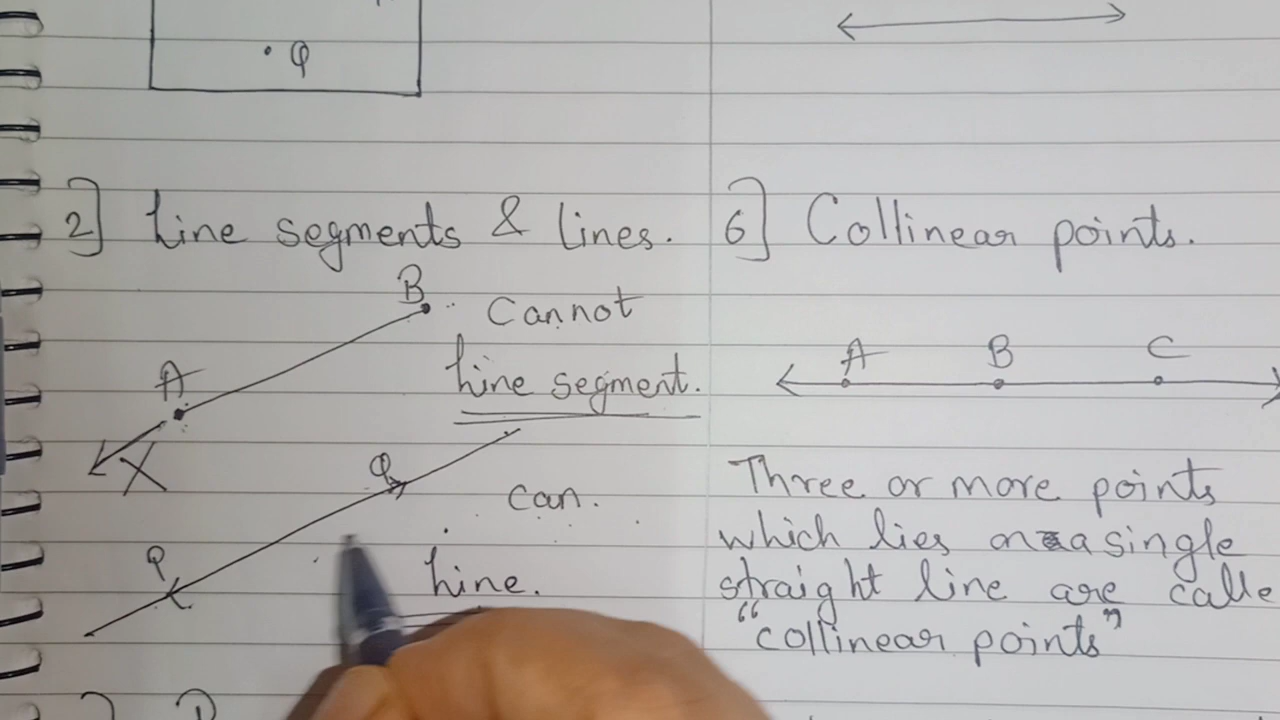 Q
2] Line segments & lines.
B
Cannot
A
Line segment.
X
Q
can.
P
Line.
6] Collinear points.
A B C
Three or more points
which lies on a single
straight line are calle
"collinear points"